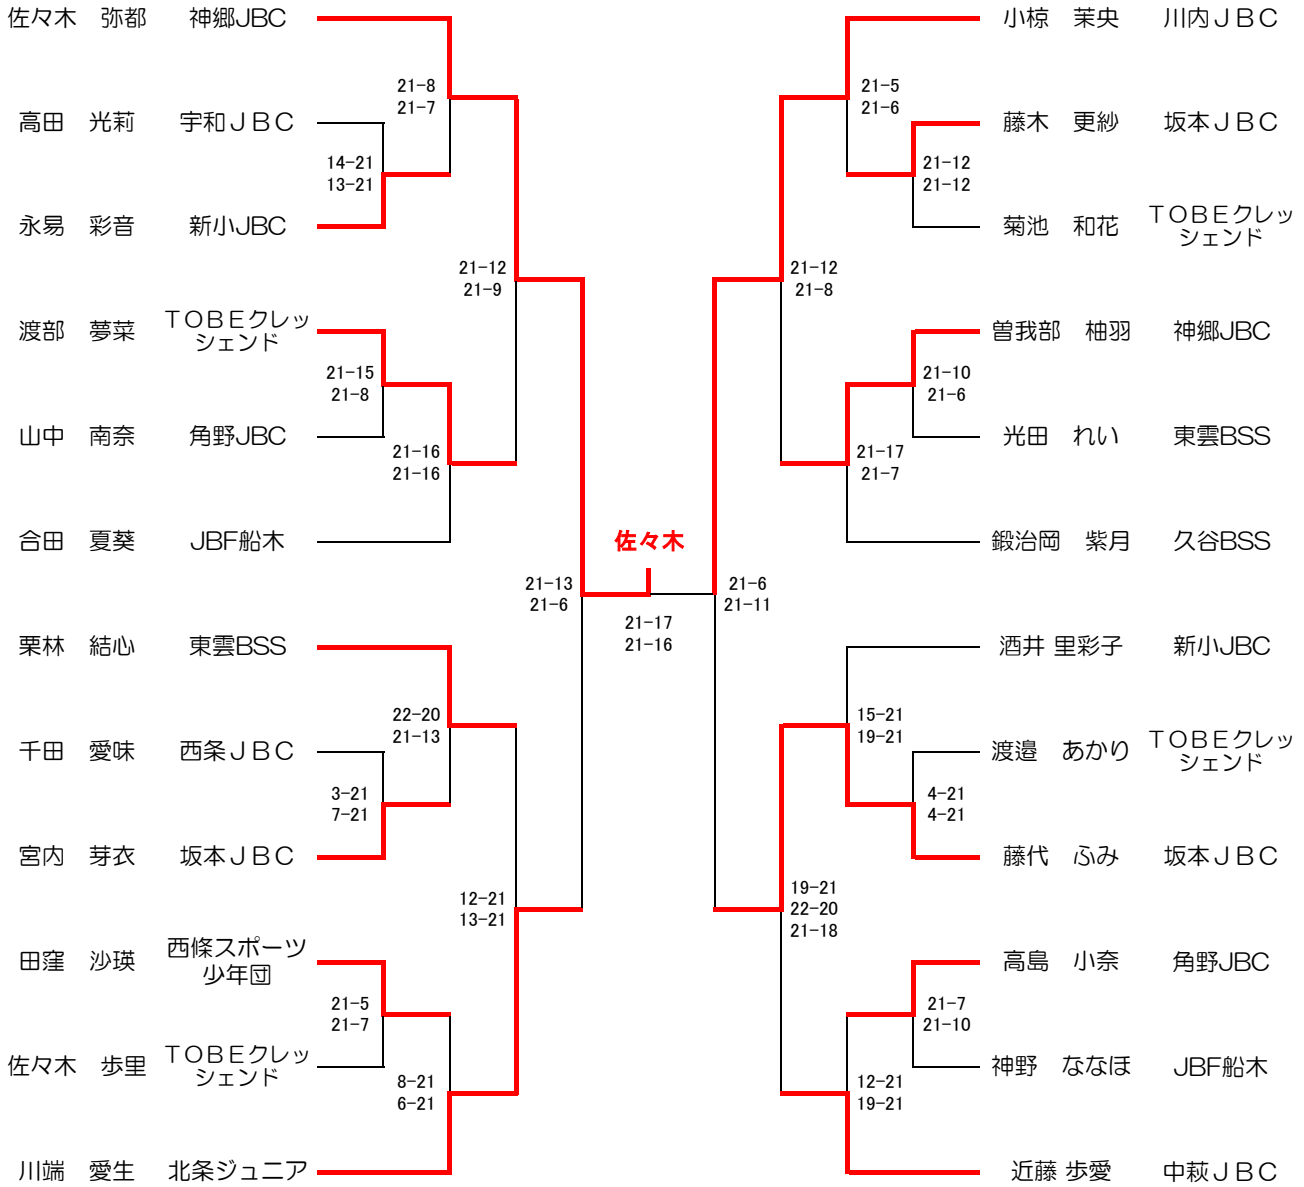 佐々木　弥都　神郷JBC
21-8
21-7
高田　光莉　宇和ＪＢＣ
14-21
13-21
永易　彩音　新小JBC
21-12
21-9
渡部　夢菜　ＴＯＢＥクレッ
シェンド
21-15
21-8
山中　南奈　角野JBC
21-16
21-16
合田　夏葵　JBF船木
21-13
21-6
栗林　結心　東雲BSS
22-20
21-13
千田　愛味　西条ＪＢＣ
3-21
7-21
宮内　芽衣　坂本ＪＢＣ
12-21
13-21
田窪　沙瑛　西條スポーツ
少年団
21-5
21-7
佐々木　歩里　ＴＯＢＥクレッ
シェンド
8-21
6-21
川端　愛生　北条ジュニア
佐々木
21-17
21-16
小椋　茉央　川内ＪＢＣ
21-5
21-6
藤木　更紗　坂本ＪＢＣ
21-12
21-12
菊池　和花　ＴＯＢＥクレッ
シェンド
21-12
21-8
曽我部　柚羽　神郷JBC
21-10
21-6
光田　れい　東雲BSS
21-17
21-7
鍛治岡　紫月　久谷BSS
21-6
21-11
酒井 里彩子　新小JBC
15-21
19-21
渡邉　あかり　ＴＯＢＥクレッ
シェンド
4-21
4-21
藤代　ふみ　坂本ＪＢＣ
19-21
22-20
21-18
高島　小奈　角野JBC
21-7
21-10
神野　ななほ　JBF船木
12-21
19-21
近藤 歩愛　中萩ＪＢＣ